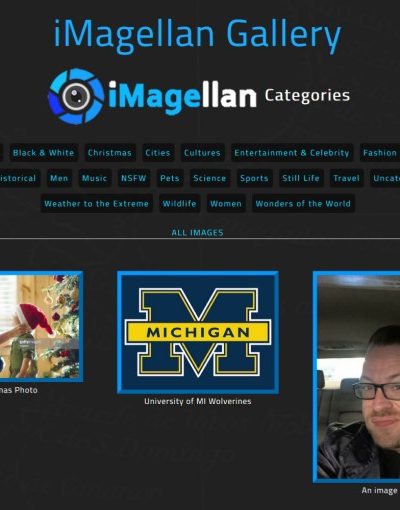 iMagellan Gallery
iMagellan Categories
Black & White Christmas Cities Cultures Entertainment & Celebrity Fashion
istorical Men Music NSFW Pets Science Sports Still Life Travel Uncate
Weather to the Extreme Wildlife Women Wonders of the World
ALL IMAGES
MICHIGAN
mas Photo
University of MI Wolverines
An image